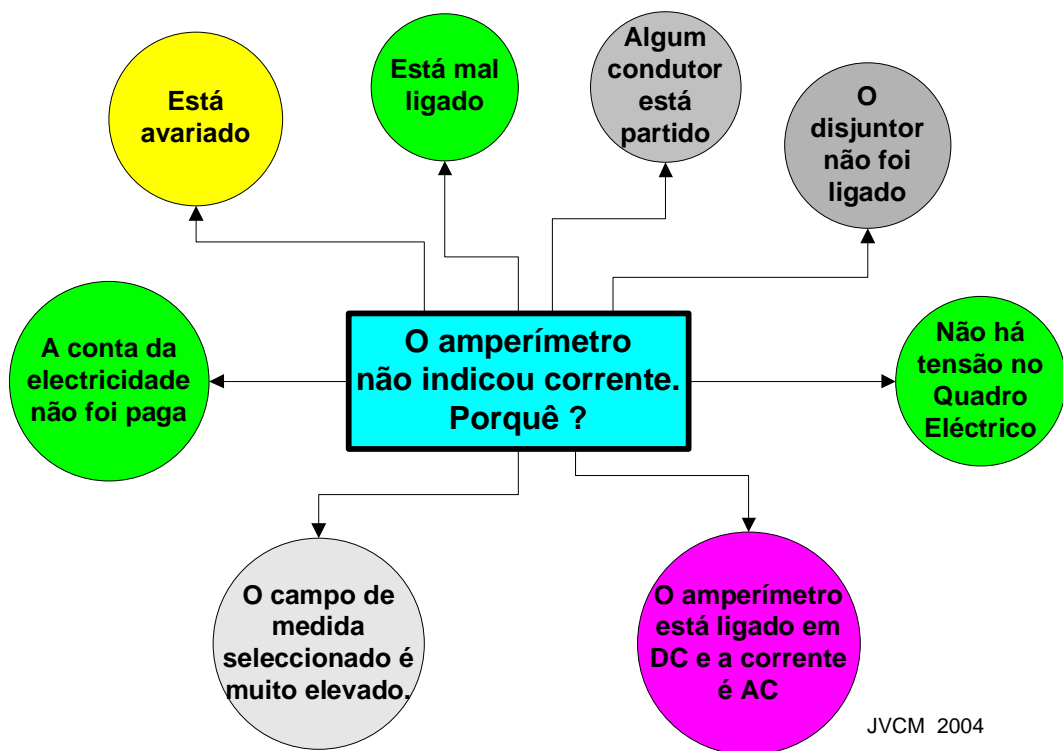 Está
avariado
Está mal
ligado
Algum
condutor
está
partido
O
disjuntor
não foi
ligado
A conta da
electricidade
não foi paga
O amperímetro
não indicou corrente.
Porquê ?
Não há
tensão no
Quadro
Eléctrico
O campo de
medida
seleccionado é
muito elevado.
O amperímetro
está ligado em
DC e a corrente
é AC
JVCM 2004